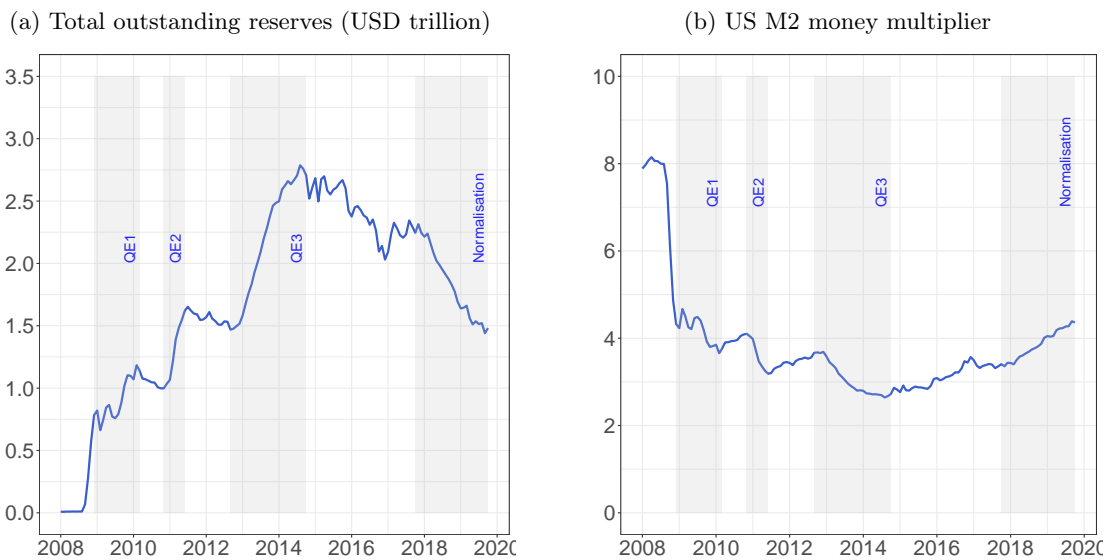 (a) Total outstanding reserves (USD trillion)
3.5
3.0
2.5
2.0
1.5
1.0
0.5
0.0
QE1
QE2
QE3
Normalisation
2008 2010 2012 2014 2016 2018 2020
(b) US M2 money multiplier
10
8
6
4
2
0
QE1
QE2
QE3
Normalisation
2008 2010 2012 2014 2016 2018 2020